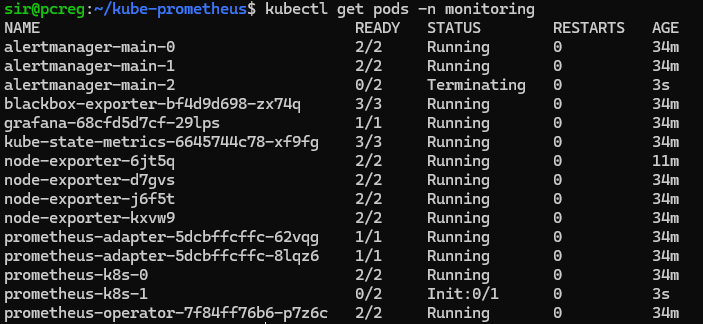 sir@pcreg:~/kube-prometheus$ kubectl get pods -n monitoring
NAME READY STATUS RESTARTS AGE
alertmanager-main-0 2/2 Running 0 34m
alertmanager-main-1 2/2 Running 0 34m
alertmanager-main-2 0/2 Terminating 0 3s
blackbox-exporter-bf4d9d698-zx74q 3/3 Running 0 34m
grafana-68cfd5d7cf-29lps 1/1 Running 0 34m
kube-state-metrics-6645744c78-xf9fg 3/3 Running 0 34m
node-exporter-6jt5q 2/2 Running 0 11m
node-exporter-d7gvs 2/2 Running 0 34m
node-exporter-j6f5t 2/2 Running 0 34m
node-exporter-kxvw9 2/2 Running 0 34m
prometheus-adapter-5dcbffcffc-62vqg 1/1 Running 0 34m
prometheus-adapter-5dcbffcffc-8lqz6 1/1 Running 0 34m
prometheus-k8s-0 2/2 Running 0 34m
prometheus-k8s-1 0/2 Init:0/1 0 3s
prometheus-operator-7f84ff76b6-p7z6c 2/2 Running 0 34m